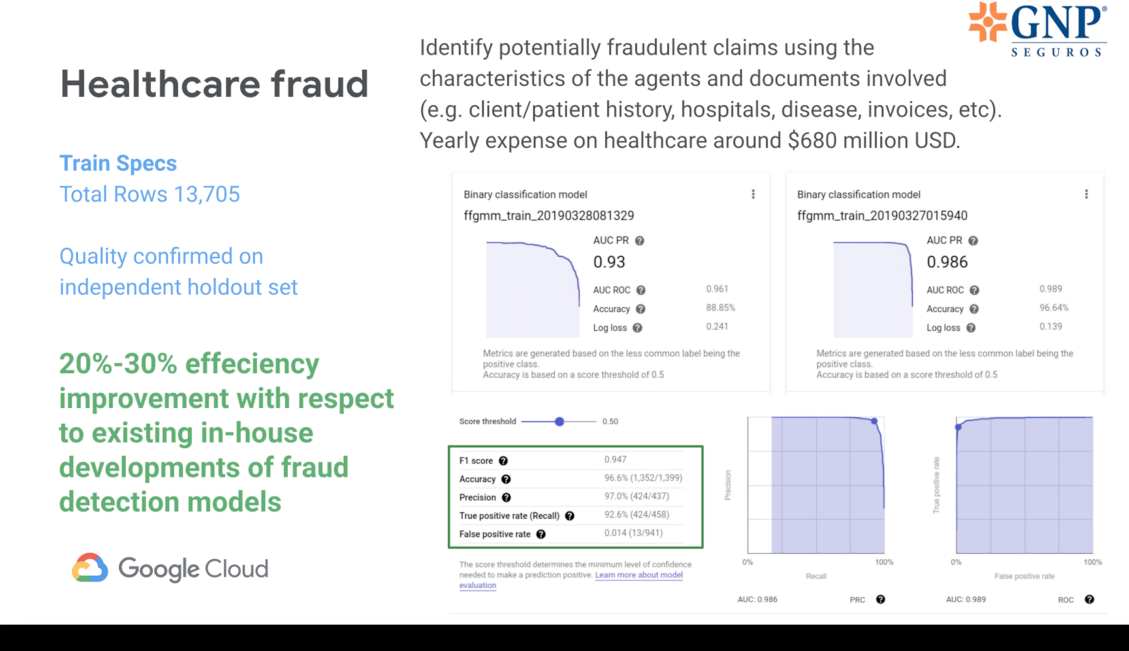 GNP®
SEGUROS
Healthcare fraud
Identify potentially fraudulent claims using the
characteristics of the agents and documents involved
(e.g. client/patient history, hospitals, disease, invoices, etc).
Yearly expense on healthcare around $680 million USD.
Train Specs
Total Rows 13,705
Quality confirmed on
independent holdout set
20%-30% effeciency
improvement with respect
to existing in-house
developments of fraud
detection models
Google Cloud
Binary classification model
ffgmm_train_20190328081329
AUC PR
0.93
AUC ROC 0.961
Accuracy 88.85%
Log loss 0.241
Metrics are generated based on the less common label being the
positive class.
Accuracy is based on a score threshold of 0.5
Binary classification model
ffgmm_train_20190327015940
AUC PR
0.986
AUC ROC 0.989
Accuracy 96.64%
Log loss 0.139
Metrics are generated based on the less common label being the
positive class.
Accuracy is based on a score threshold of 0.5
Score threshold 0.50
F1 score 0.947
Accuracy 96.6% (1,352/1,399)
Precision 97.0% (424/437)
True positive rate (Recall) 92.6% (424/458)
False positive rate 0.014 (13/941)
The score threshold determines the minimum level of confidence
needed to make a prediction positive. Learn more about model
evaluation
Precision
0% 100%
Recall
AUC: 0.986 PRC
True positive rate
0% 100%
False positive rate
AUC: 0.989 ROC